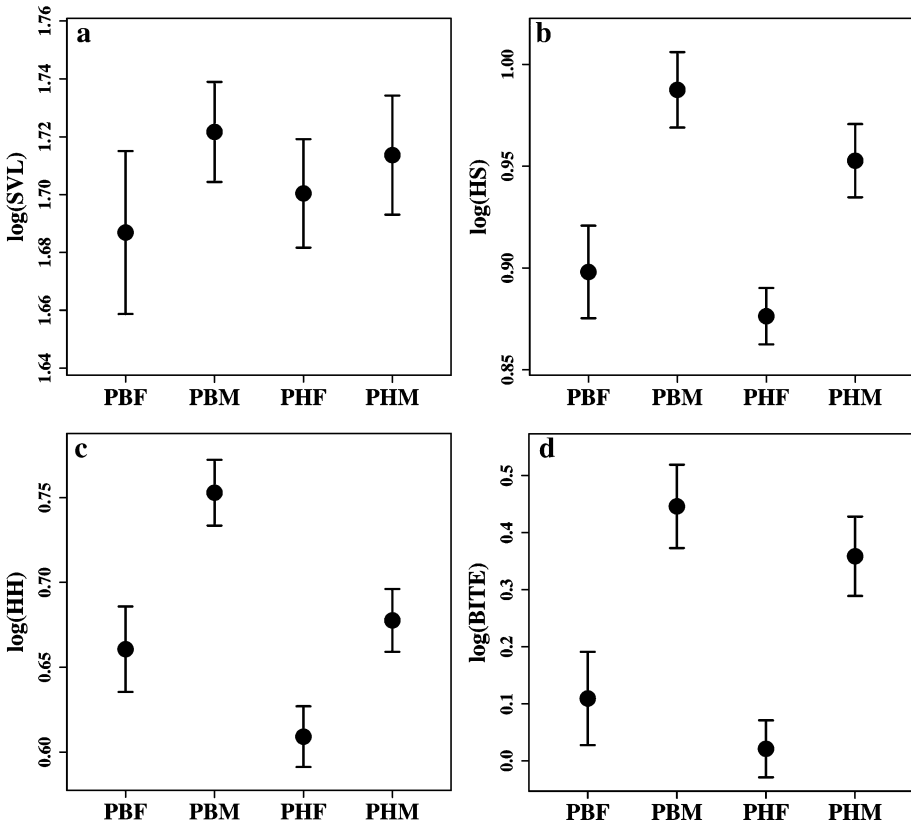 a
log(SVL)
1.76
1.74
1.72
1.70
1.68
1.66
1.64
PBF PBM PHF PHM
b
log(HS)
1.00
0.95
0.90
0.85
PBF PBM PHF PHM
c
log(HH)
0.75
0.70
0.65
0.60
PBF PBM PHF PHM
d
log(BITE)
0.5
0.4
0.3
0.2
0.1
0.0
PBF PBM PHF PHM